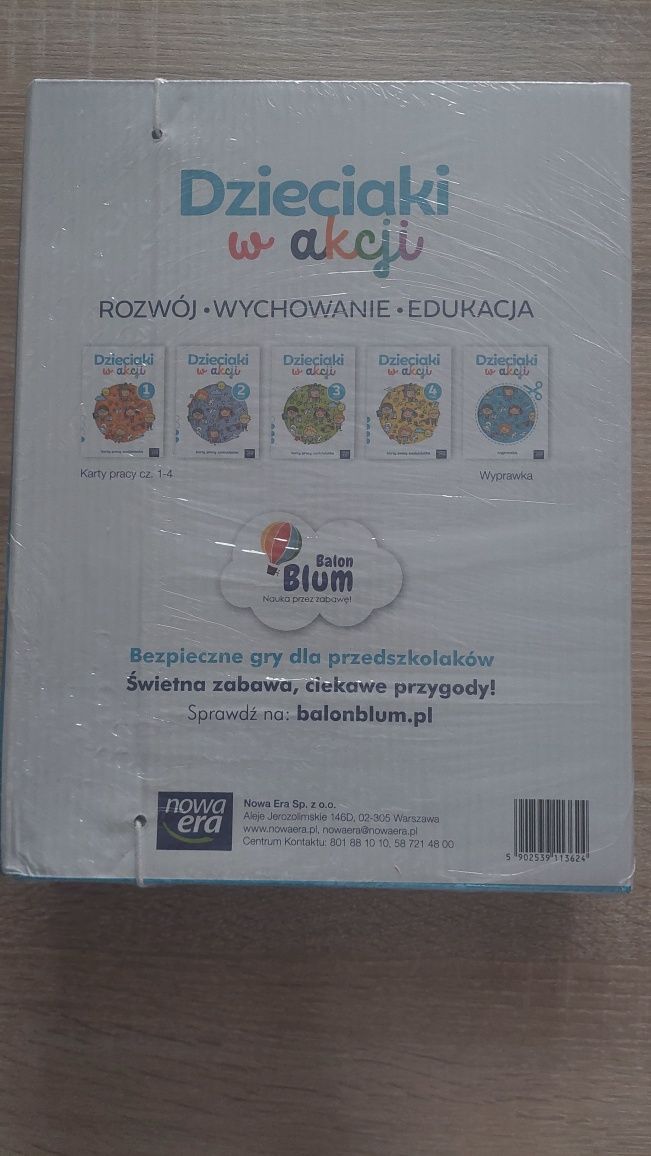 Dzieciaki
w akcji
ROZWÓJ • WYCHOWANIE • EDUKACJA
Dzieciaki
w akcji
1
Dzieciaki
w akcji
2
Dzieciaki
w akcji
3
Dzieciaki
w akcji
4
Dzieciaki
w akcji
Karty pracy cz. 1-4
Wyprawka
Balon
Blum
Nauka przez zabawę!
Bezpieczne gry dla przedszkolaków
Świetna zabawa, ciekawe przygody!
Sprawdź na: balonblum.pl
nowa
era
Nowa Era Sp. z o.o.
Aleje Jerozolimskie 146D, 02-305 Warszawa
www.nowaera.pl, nowaera@nowaera.pl
Centrum Kontaktu: 801 88 10 10, 58 721 48 00
5 902539 113624